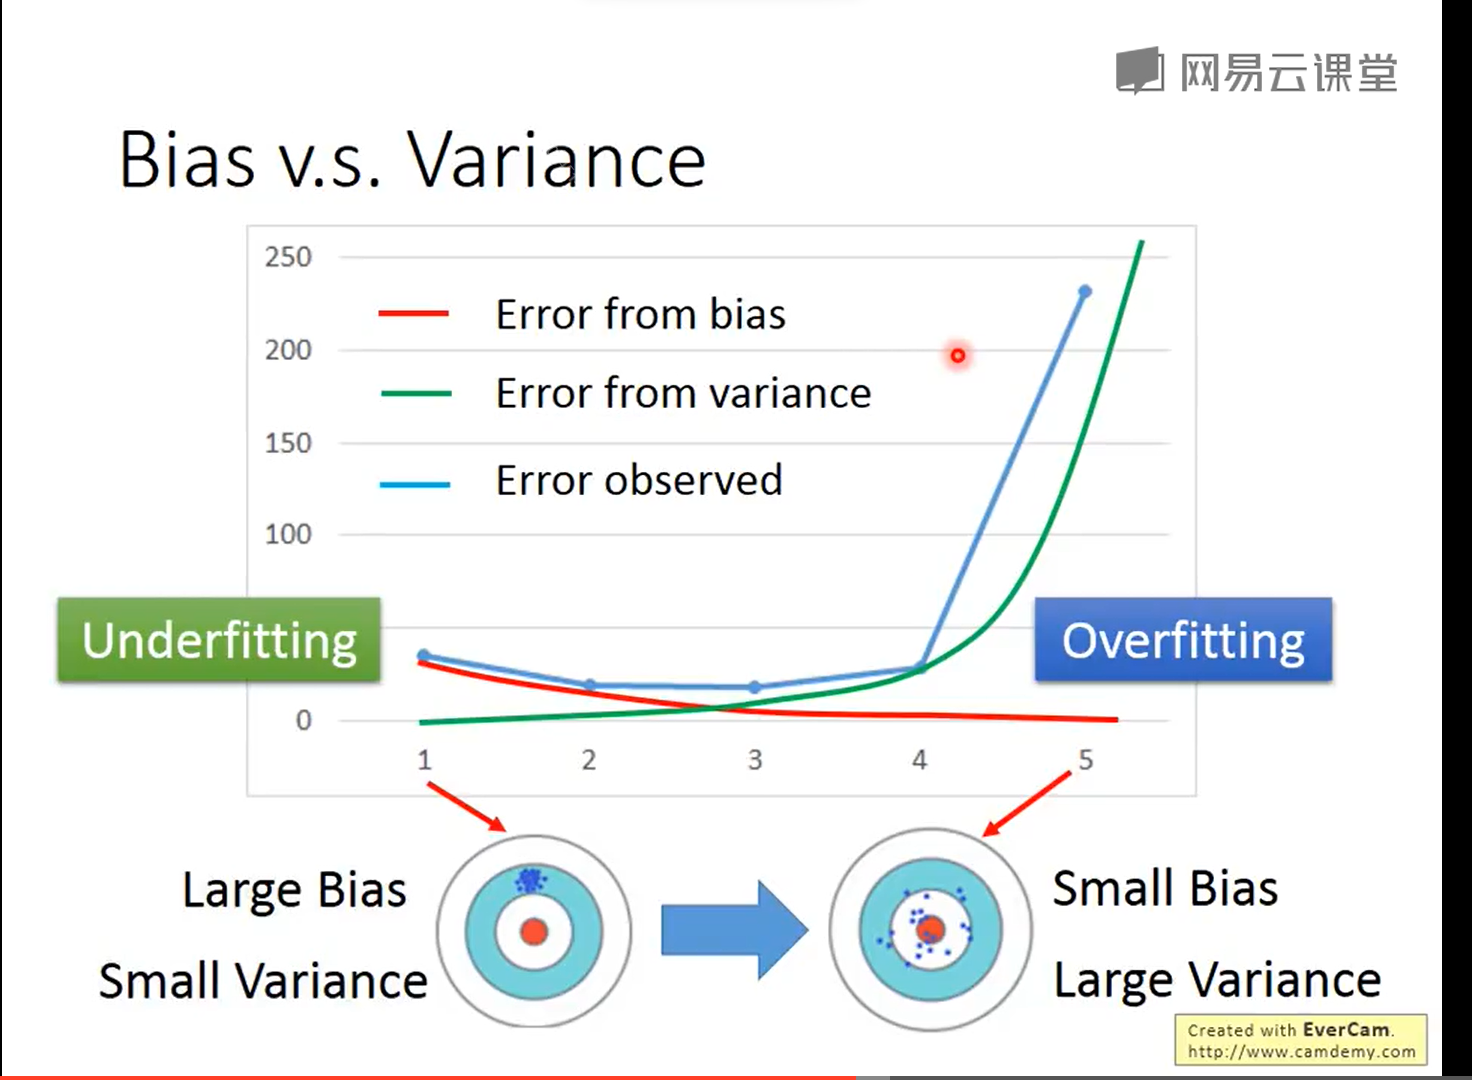 网易云课堂
Bias v.s. Variance
250
200
150
100
0
Error from bias
Error from variance
Error observed
Underfitting
Overfitting
1 2 3 4 5
Large Bias
Small Variance
Small Bias
Large Variance
Created with EverCam.
http://www.camdemy.com